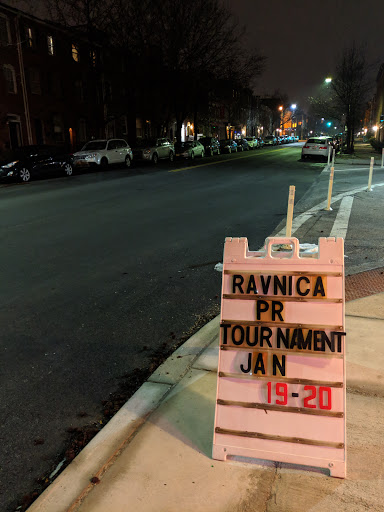 RAVNICA
PR
TOURNAMENT
JAN
19-20